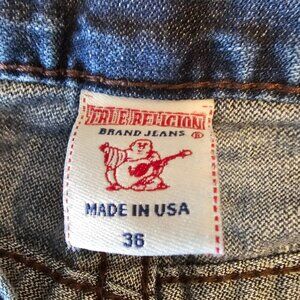 TRUE RELIGION
BRAND JEANS ®
MADE IN USA
36